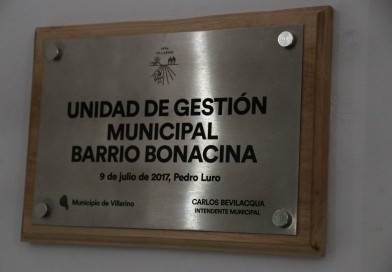 UNIDAD DE GESTIÓN
MUNICIPAL
BARRIO BONACINA
9 de julio de 2017, Pedro Luro
Municipio de Villarino
CARLOS BEVILACQUA
INTENDENTE MUNICIPAL